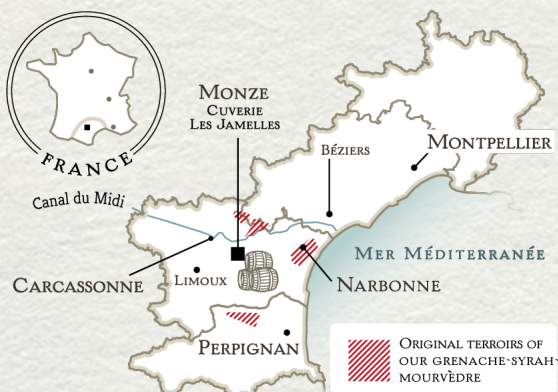 FRANCE
Canal du Midi
MONZE
CUVERIE
LES JAMELLES
BÉZIERS
MONTPELLIER
MER MÉDITERRANÉE
CARCASSONNE
LIMOUX
NARBONNE
PERPIGNAN
ORIGINAL TERROIRS OF
OUR GRENACHE-SYRAH-
MOURVÈDRE